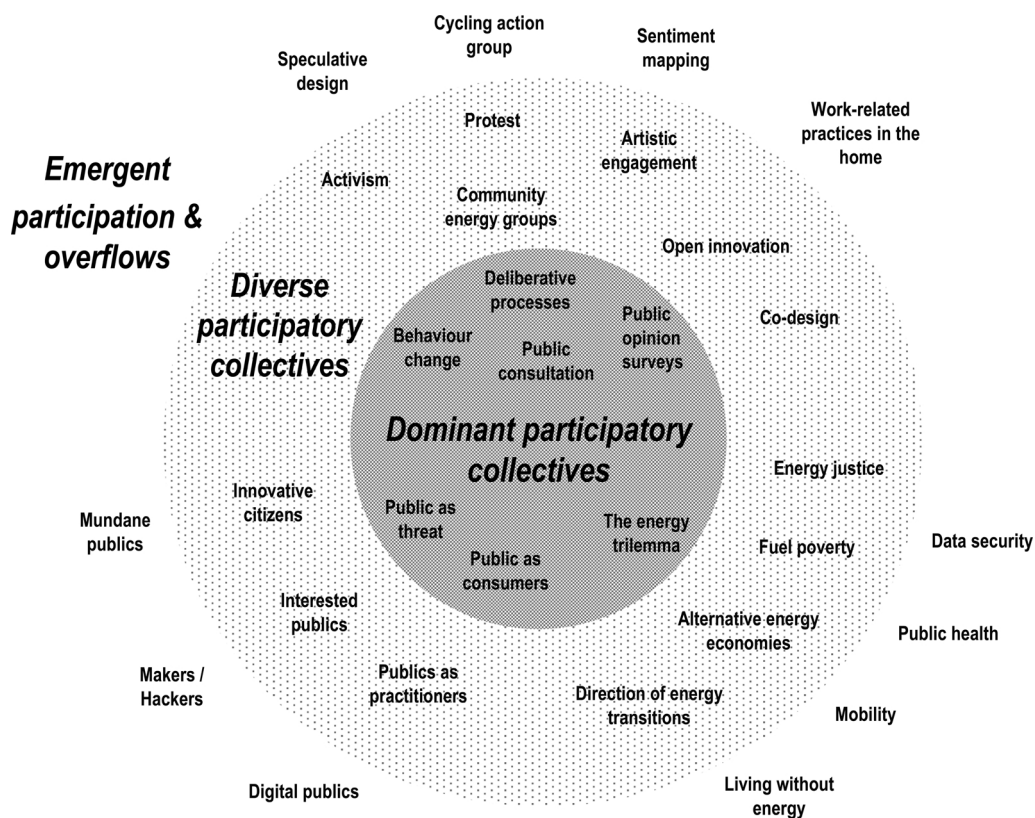 Cycling action
group
Sentiment
mapping
Speculative
design
Work-related
practices in the
home
Protest
Artistic
engagement
Emergent
participation &
overflows
Activism
Community
energy groups
Open innovation
Diverse
participatory
collectives
Deliberative
processes
Public
opinion
surveys
Co-design
Behaviour
change
Public
consultation
Dominant participatory
collectives
Energy justice
Innovative
citizens
Public as
threat
The energy
trilemma
Mundane
publics
Fuel poverty
Data security
Public as
consumers
Interested
publics
Alternative energy
economies
Public health
Makers /
Hackers
Publics as
practitioners
Direction of energy
transitions
Mobility
Digital publics
Living without
energy